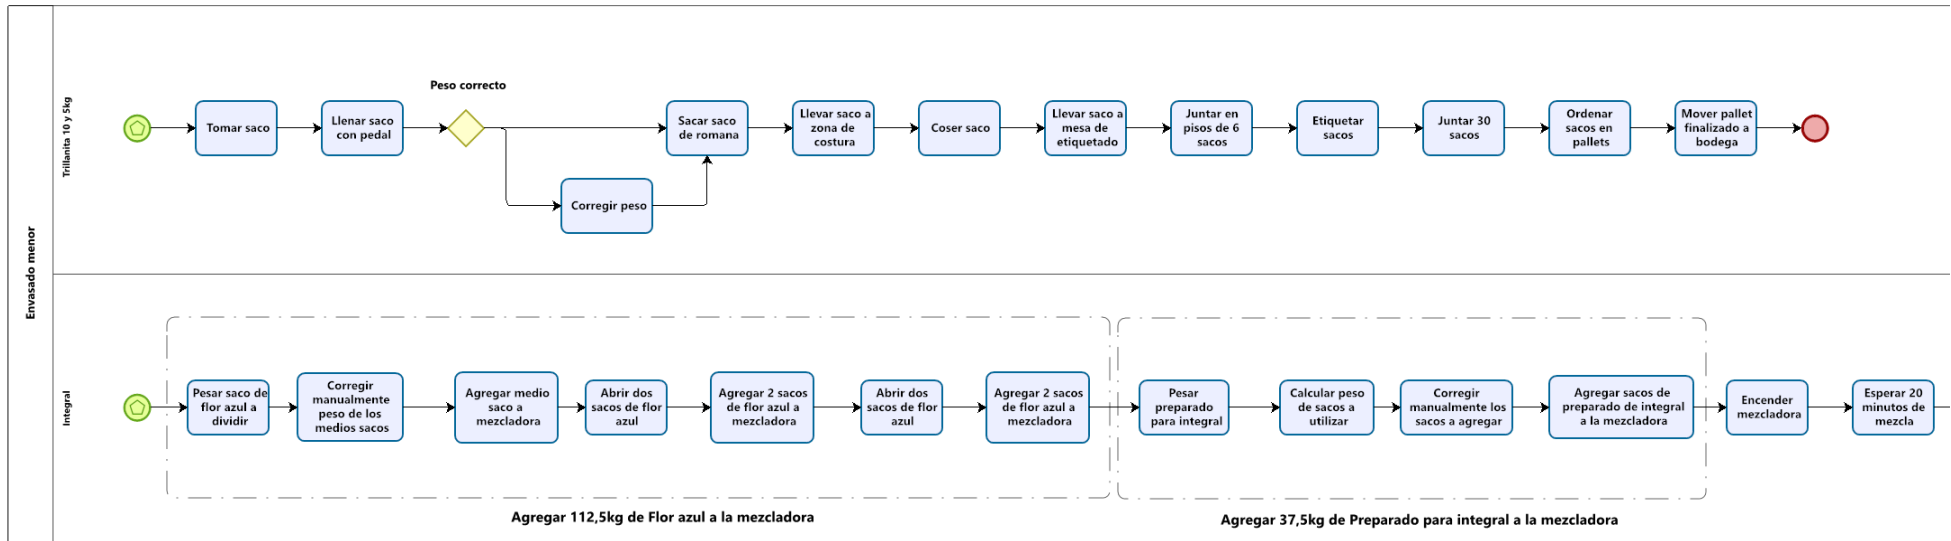 Envasado menor
Trillanita 10 y 5kg
Tomar saco
Llenar saco
con pedal
Peso correcto
Corregir peso
Sacar saco
de romana
Llevar saco a
zona de
costura
Coser saco
Llevar saco a
mesa de
etiquetado
Juntar en
pisos de 6
sacos
Etiquetar
sacos
Juntar 30
sacos
Ordenar
sacos en
pallets
Mover pallet
finalizado a
bodega
Integral
Pesar saco de
flor azul a
dividir
Corregir
manualmente
peso de los
medios sacos
Agregar medio
saco a
mezcladora
Abrir dos
sacos de flor
azul
Agregar 2 sacos
de flor azul a
mezcladora
Abrir dos
sacos de flor
azul
Agregar 2 sacos
de flor azul a
mezcladora
Agregar 112,5kg de Flor azul a la mezcladora
Pesar
preparado
para integral
Calcular peso
de sacos a
utilizar
Corregir
manualmente los
sacos a agregar
Agregar sacos de
preparado de integral
a la mezcladora
Agregar 37,5kg de Preparado para integral a la mezcladora
Encender
mezcladora
Esperar 20
minutos de
mezcla